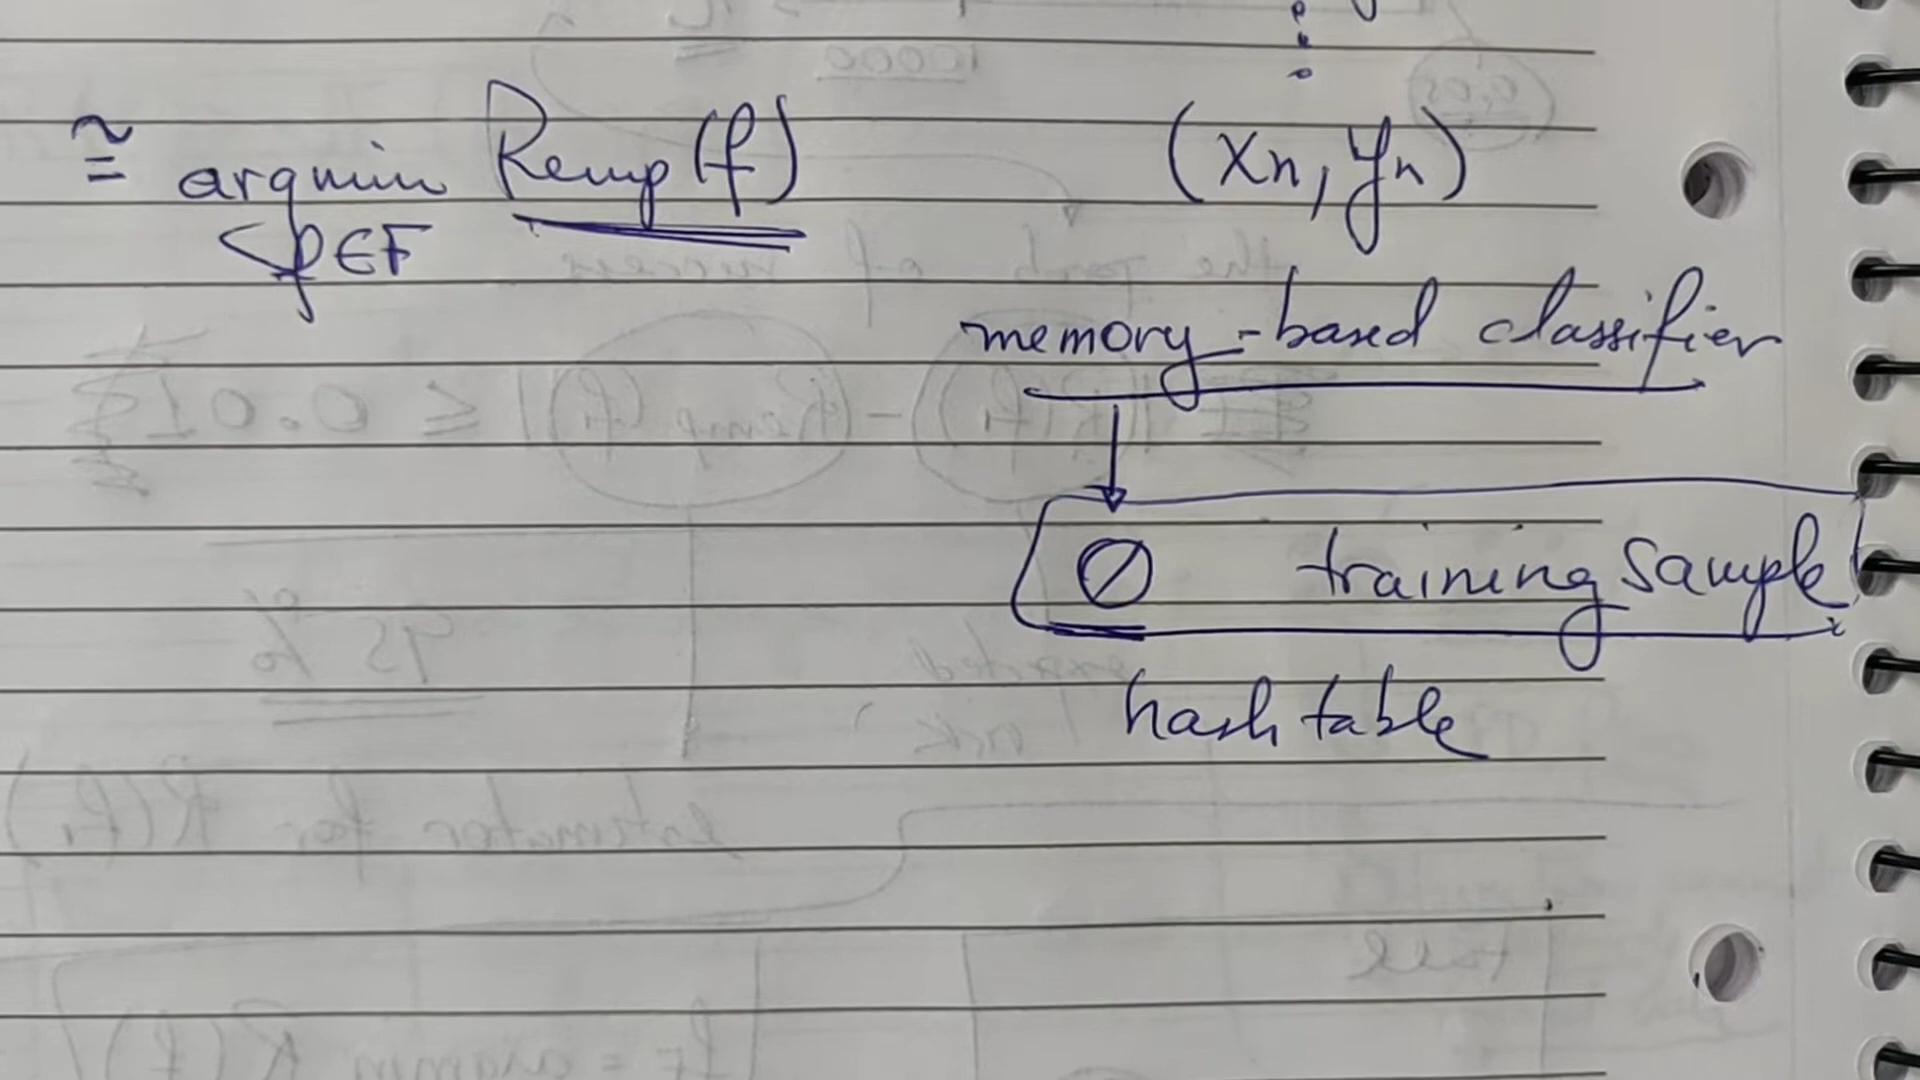 ≅ argmin Remp(f)
f∈F
(xn, yn)
memory-based classifier
∅ training sample
hash table